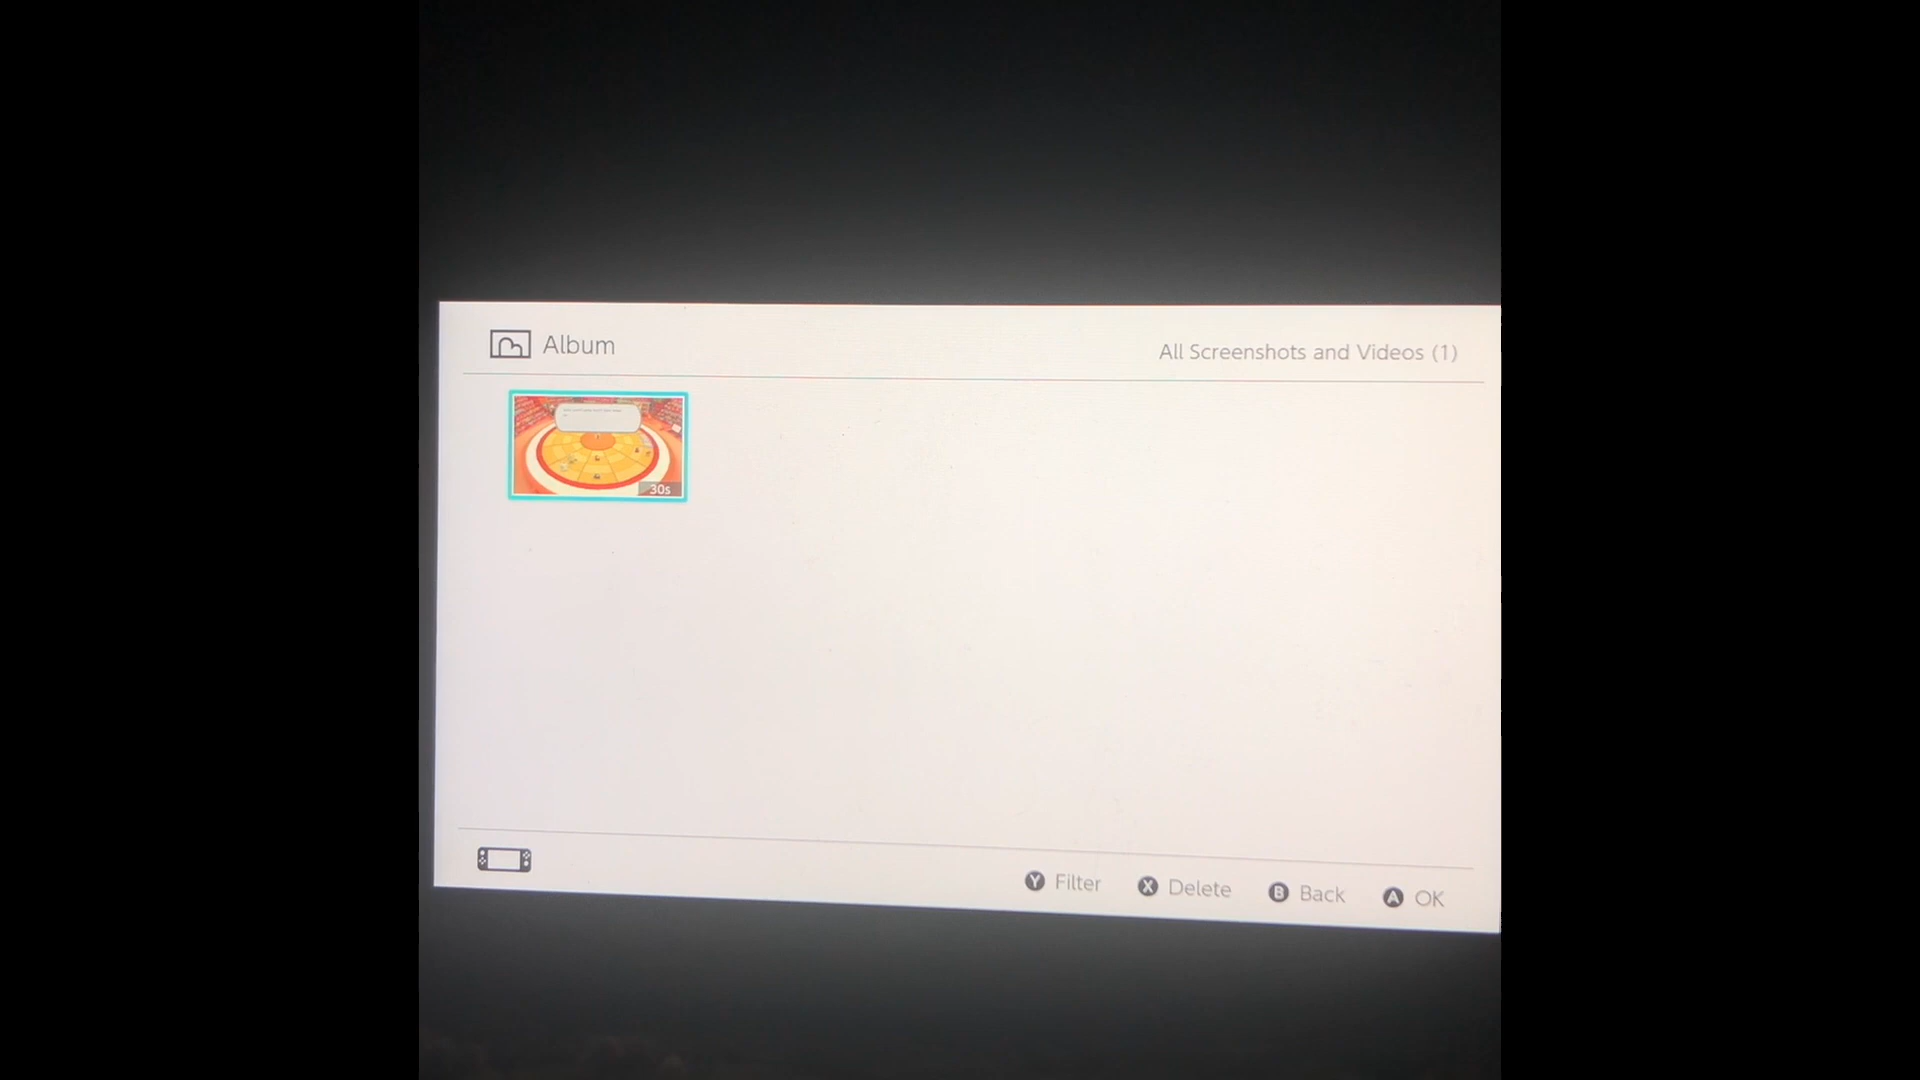 Album
All Screenshots and Videos (1)
30s
Y Filter
X Delete
B Back
A OK